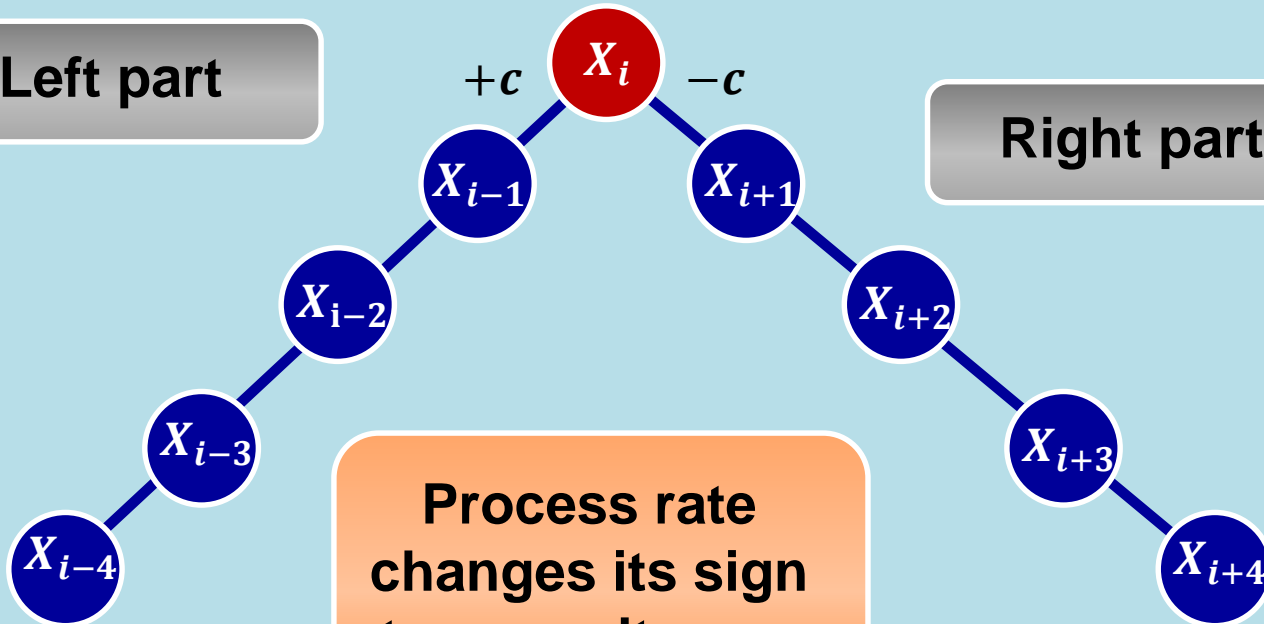 Left part
+c
X_i
−c
Right part
X_{i−1}
X_{i+1}
X_{i−2}
X_{i+2}
X_{i−3}
X_{i+3}
X_{i−4}
X_{i+4}
Process rate
changes its sign